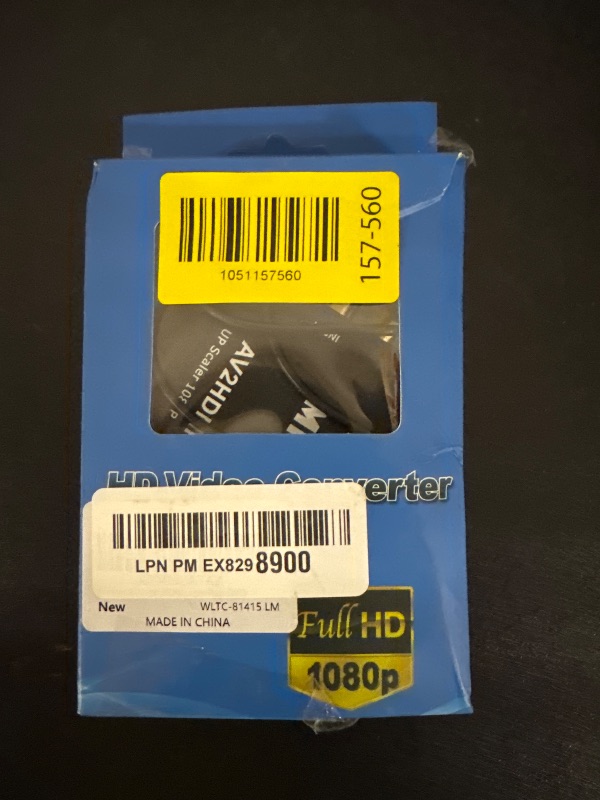 1051157560
157-560
AV2HDMI
UP Scaler 1080P
HD Video Converter
LPN PM EX8298900
New WLTC-81415 LM
MADE IN CHINA
Full HD
1080p